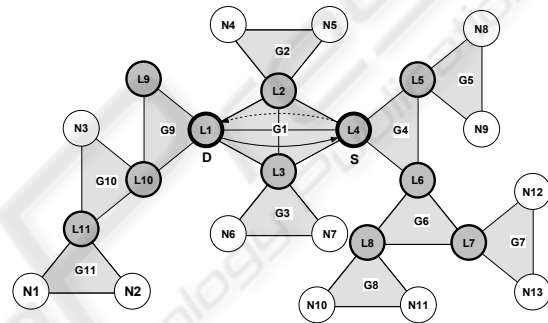 N4 N5 N8
G2
L9 L2 L5 G5
N3 G9 L1 G1 L4 G4 N9
D S
G10 L10 L3 L6
N12
L11 G3 G6
N6 N7 L8 L7 G7
G11 G8
N1 N2 N10 N11 N13